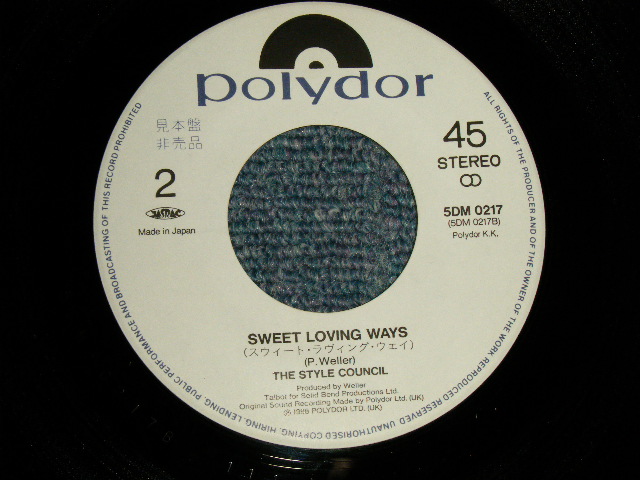 polydor
見本盤
非売品
2
JASRAC
Made in Japan
45
STEREO
5DM 0217
(5DM 0217B)
Polydor K.K.
SWEET LOVING WAYS
(スウィート・ラヴィング・ウェイ)
(P. Weller)
THE STYLE COUNCIL
Produced by Weller
Talbot for Solid Bond Productions Ltd.
Original Sound Recording Made by Polydor Ltd. (UK)
POLYDOR LTD. (UK)
ALL RIGHTS OF THE PRODUCER AND OF THE OWNER OF THE WORK REPRODUCED RESERVED. UNAUTHORISED COPYING, HIRING, LENDING, PUBLIC PERFORMANCE AND BROADCASTING OF THIS RECORD PROHIBITED